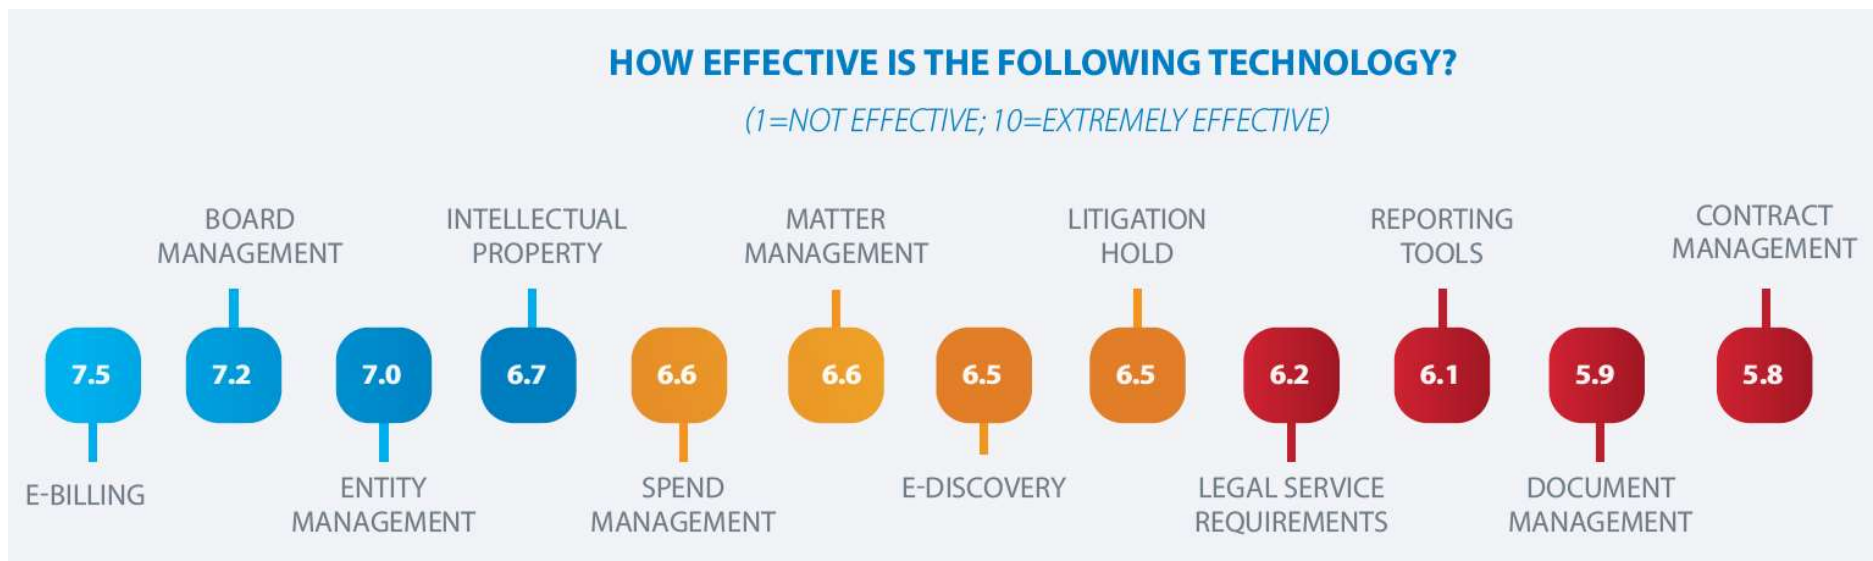 HOW EFFECTIVE IS THE FOLLOWING TECHNOLOGY?
(1=NOT EFFECTIVE; 10=EXTREMELY EFFECTIVE)
BOARD
MANAGEMENT
INTELLECTUAL
PROPERTY
MATTER
MANAGEMENT
LITIGATION
HOLD
REPORTING
TOOLS
CONTRACT
MANAGEMENT
7.5
7.2
7.0
6.7
6.6
6.6
6.5
6.5
6.2
6.1
5.9
5.8
E-BILLING
ENTITY
MANAGEMENT
SPEND
MANAGEMENT
E-DISCOVERY
LEGAL SERVICE
REQUIREMENTS
DOCUMENT
MANAGEMENT